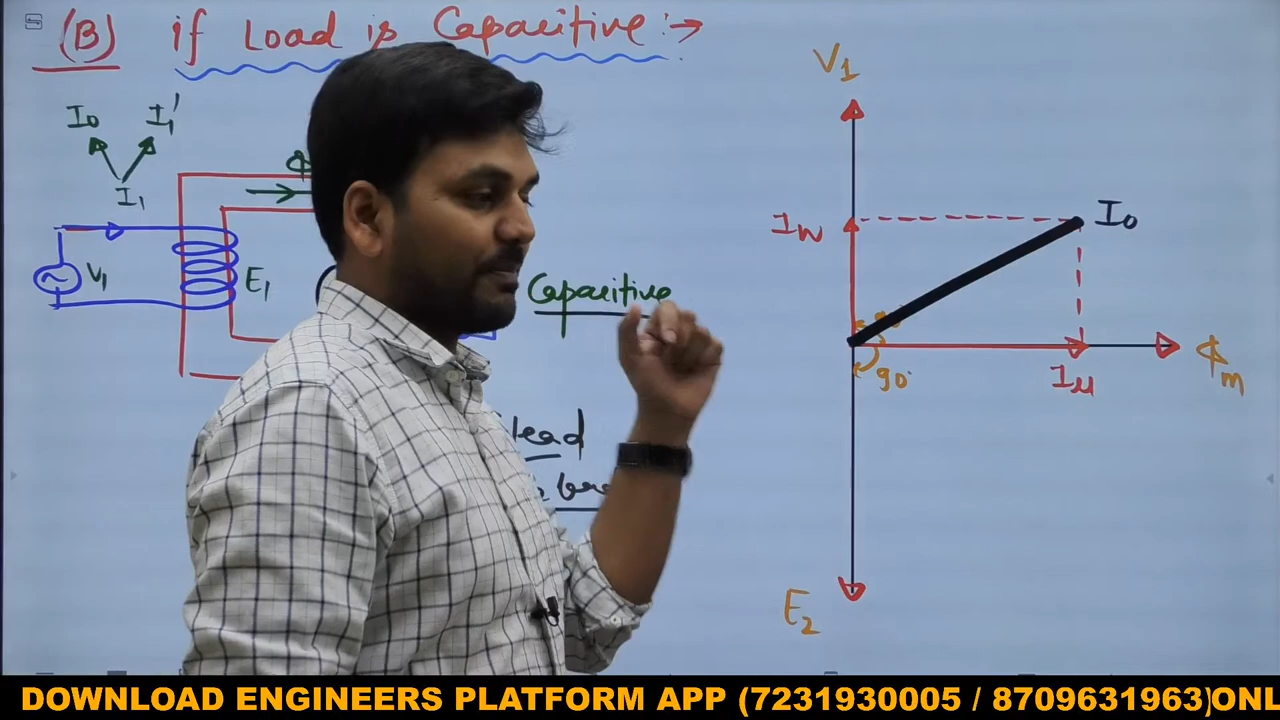 (B) if Load is Capacitive :→
V1
I0 I1'
I1
Iw
I0
V1
E1
Capacitive
Iμ
ϕm
90°
lead
E2
DOWNLOAD ENGINEERS PLATFORM APP (7231930005 / 8709631963)ONL